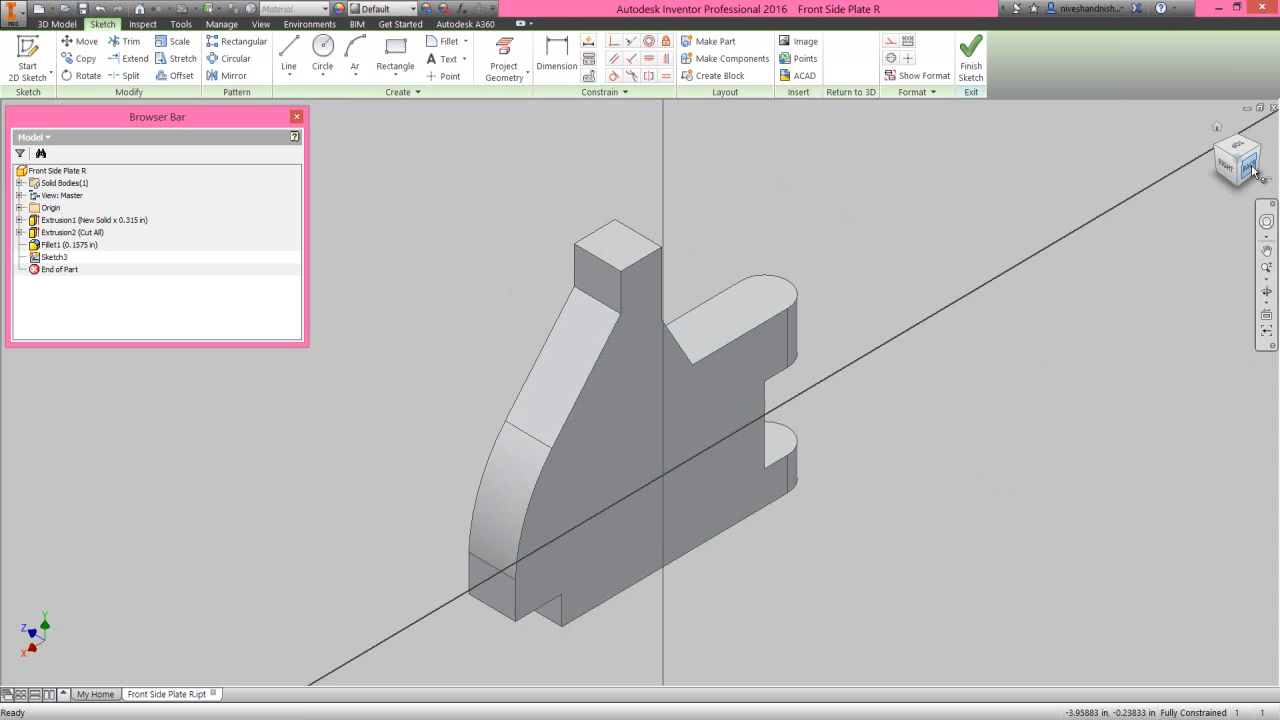 PRO
Material
Default
Autodesk Inventor Professional 2016 Front Side Plate R
niveshandnish...
3D Model Sketch Inspect Tools Manage View Environments BIM Get Started Autodesk A360
Start
2D Sketch
Move Trim Scale
Copy Extend Stretch
Rotate Split Offset
Rectangular
Circular
Mirror
Line Circle Arc Rectangle
Fillet
Text
Point
Project
Geometry
Dimension
Make Part
Make Components
Create Block
Image
Points
ACAD
Show Format
Finish
Sketch
Sketch Modify Pattern Create Constrain Layout Insert Return to 3D Format Exit
Browser Bar
Model
Front Side Plate R
Solid Bodies(1)
View: Master
Origin
Extrusion1 (New Solid x 0.315 in)
Extrusion2 (Cut All)
Fillet1 (0.1575 in)
Sketch3
End of Part
TOP
RIGHT
BACK
Y
Z
X
My Home Front Side Plate R.ipt
Ready
-3.95883 in, -0.23833 in Fully Constrained 1 1